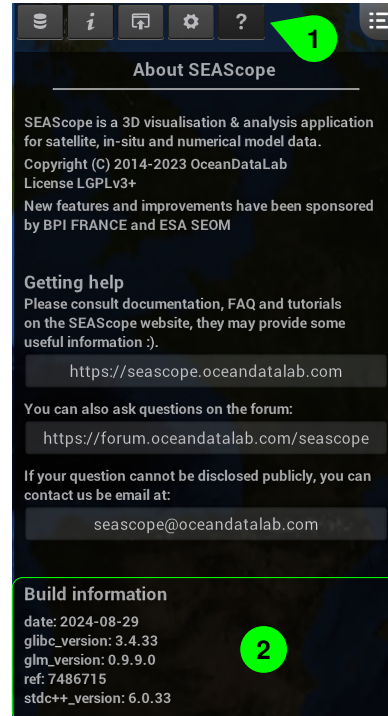 i
?
1
About SEAScope
SEAScope is a 3D visualisation & analysis application
for satellite, in-situ and numerical model data.
Copyright (C) 2014-2023 OceanDataLab
License LGPLv3+
New features and improvements have been sponsored
by BPI FRANCE and ESA SEOM
Getting help
Please consult documentation, FAQ and tutorials
on the SEAScope website, they may provide some
useful information :).
https://seascope.oceandatalab.com
You can also ask questions on the forum:
https://forum.oceandatalab.com/seascope
If your question cannot be disclosed publicly, you can
contact us be email at:
seascope@oceandatalab.com
Build information
date: 2024-08-29
glibc_version: 3.4.33
glm_version: 0.9.9.0
ref: 7486715
stdc++_version: 6.0.33
2